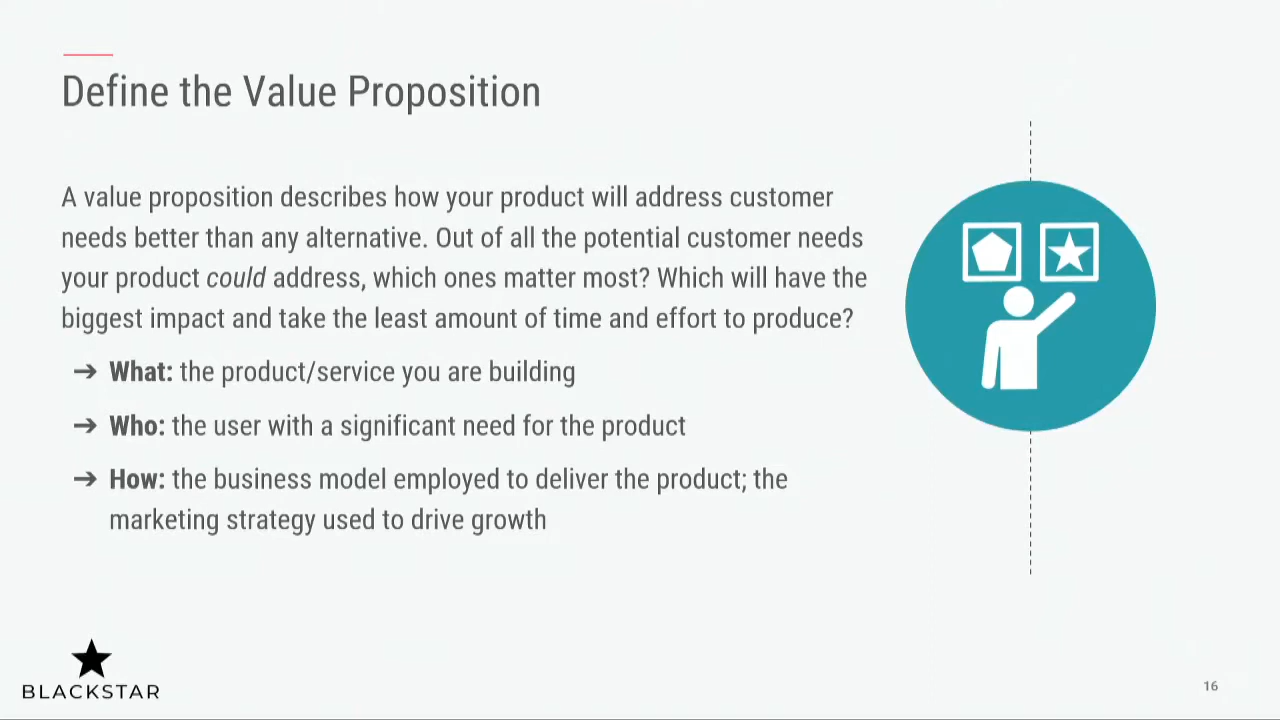 Define the Value Proposition
A value proposition describes how your product will address customer
needs better than any alternative. Out of all the potential customer needs
your product could address, which ones matter most? Which will have the
biggest impact and take the least amount of time and effort to produce?
➔ What: the product/service you are building
➔ Who: the user with a significant need for the product
➔ How: the business model employed to deliver the product; the
marketing strategy used to drive growth
BLACKSTAR
16